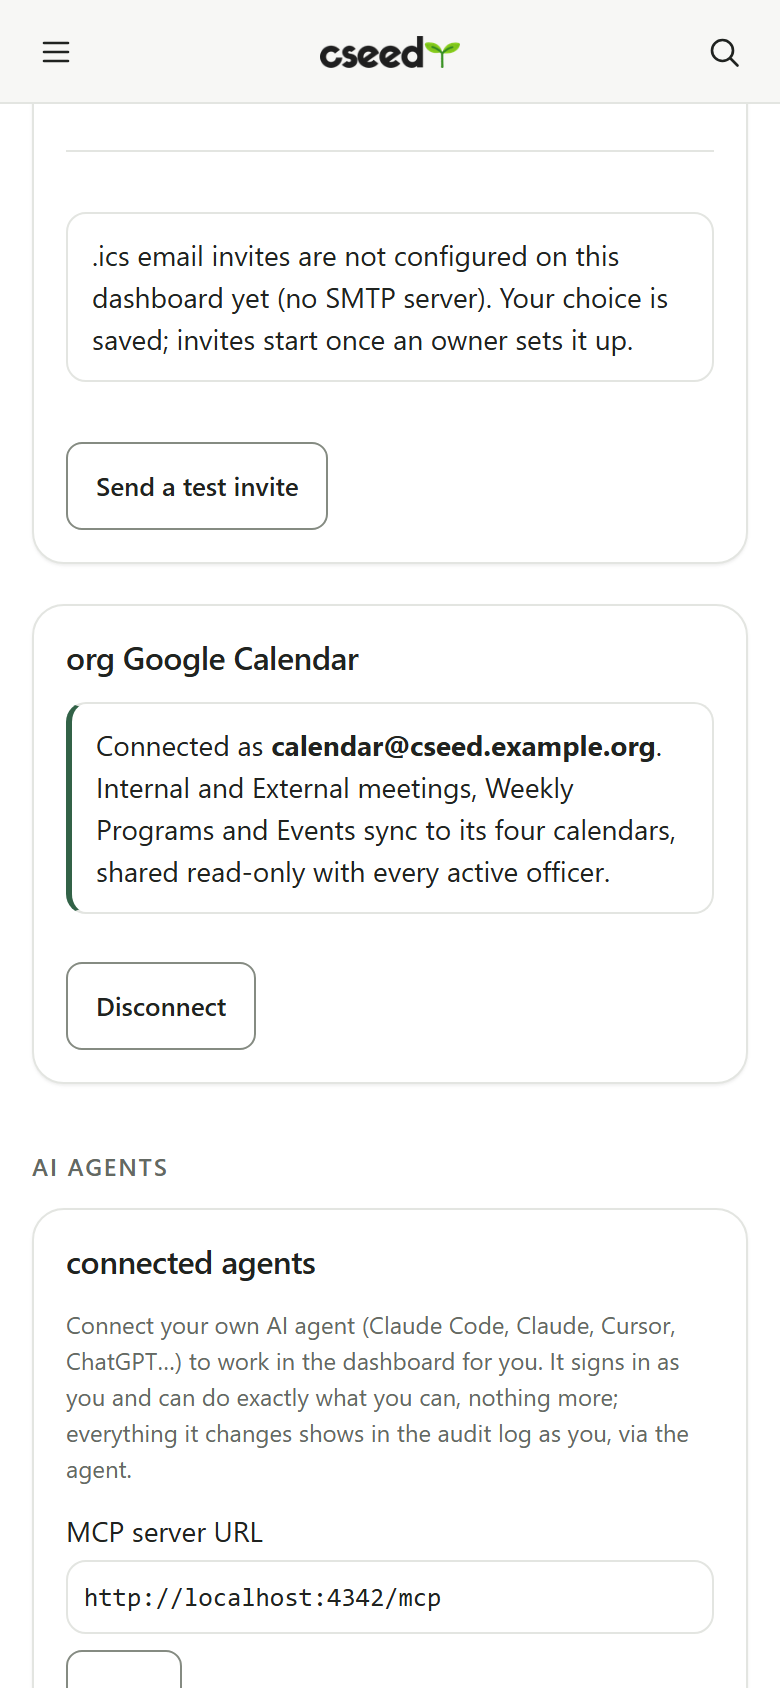 cseed
.ics email invites are not configured on this
dashboard yet (no SMTP server). Your choice is
saved; invites start once an owner sets it up.
Send a test invite
org Google Calendar
Connected as calendar@cseed.example.org.
Internal and External meetings, Weekly
Programs and Events sync to its four calendars,
shared read-only with every active officer.
Disconnect
AI AGENTS
connected agents
Connect your own AI agent (Claude Code, Claude, Cursor,
ChatGPT...) to work in the dashboard for you. It signs in as
you and can do exactly what you can, nothing more;
everything it changes shows in the audit log as you, via the
agent.
MCP server URL
http://localhost:4342/mcp